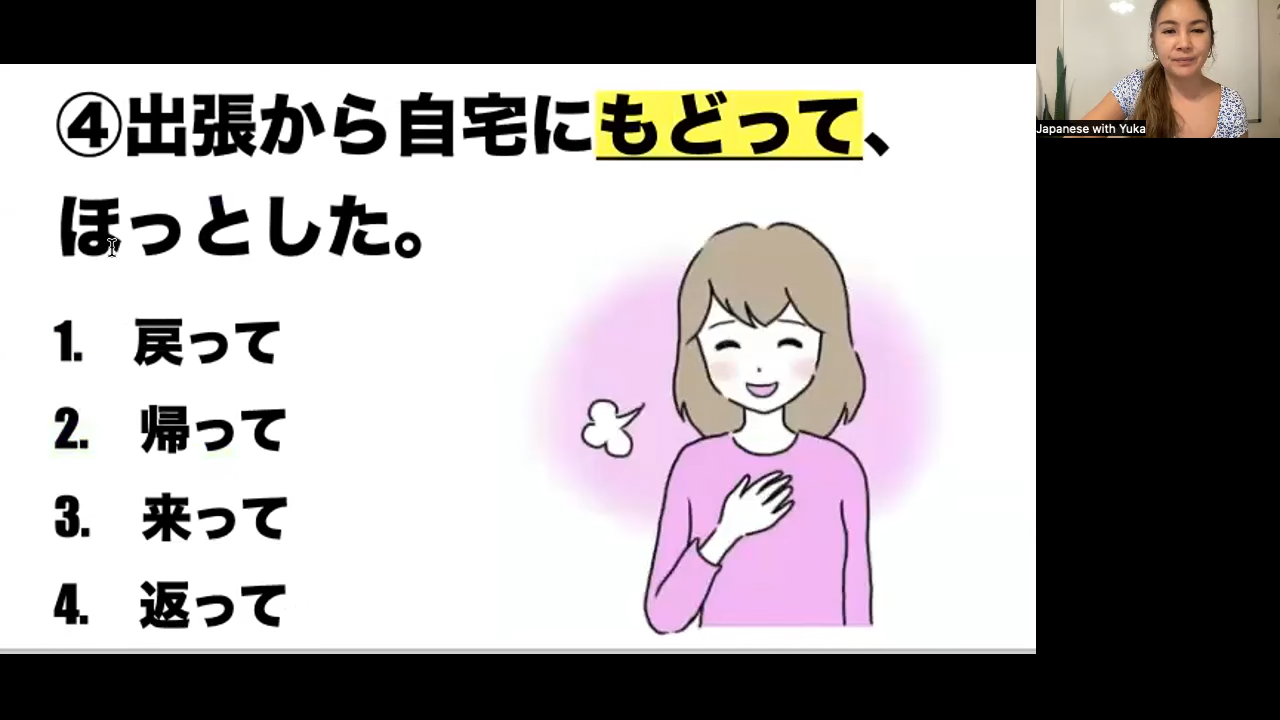 ④出張から自宅にもどって、
ほっとした。
1. 戻って
2. 帰って
3. 来って
4. 返って
Japanese with Yuka